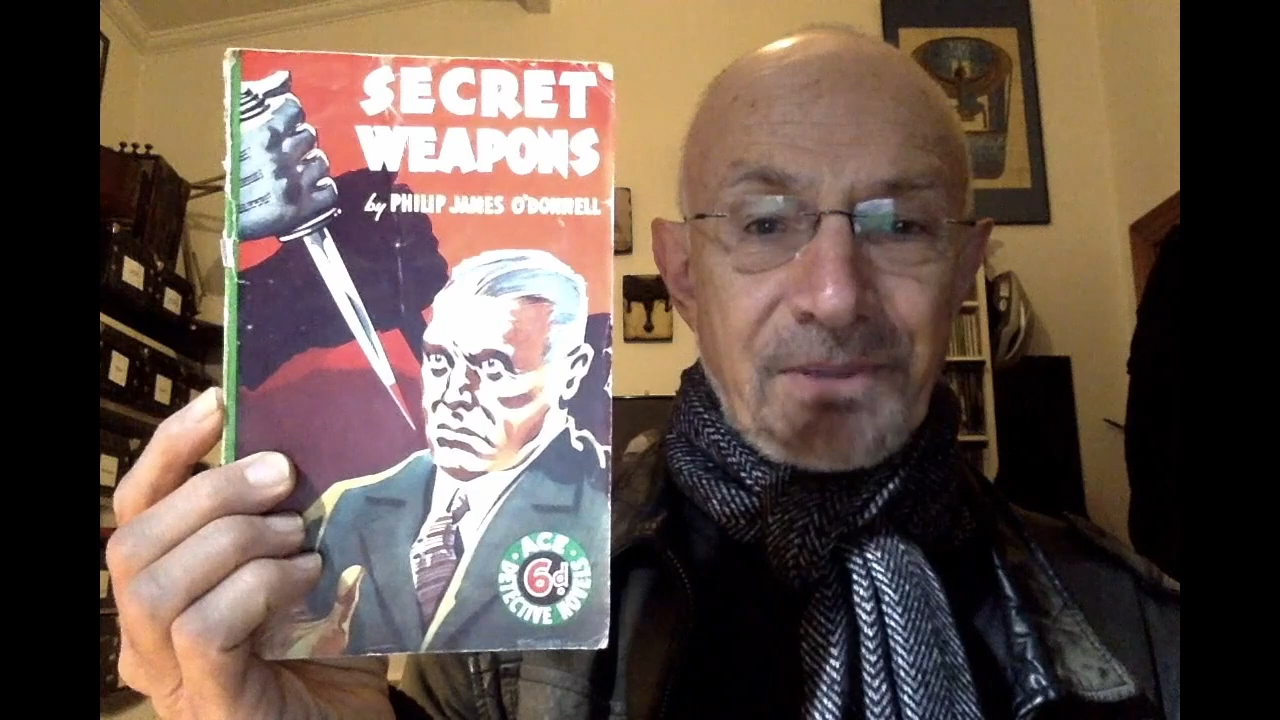 SECRET
WEAPONS
by PHILIP JAMES O'DONNELL
ACE
6d.
DETECTIVE NOVELS